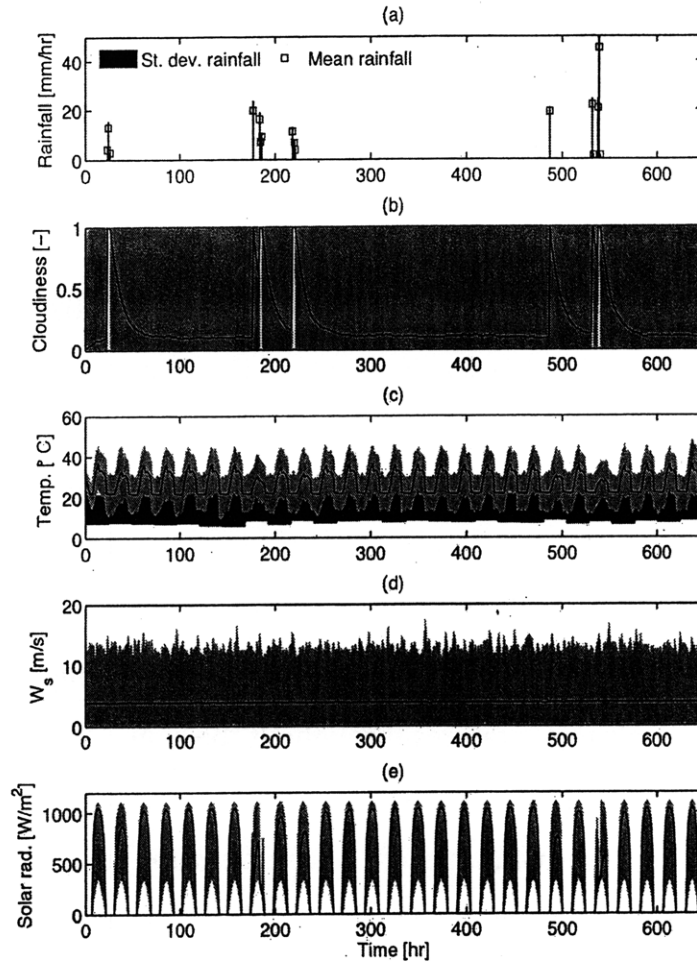 (a)
Rainfall [mm/hr]
St. dev. rainfall
Mean rainfall
40
20
0
0 100 200 300 400 500 600
(b)
Cloudiness [–]
1
0.5
0
0 100 200 300 400 500 600
(c)
Temp. [° C]
60
40
20
0
0 100 200 300 400 500 600
(d)
W_s [m/s]
20
10
0
0 100 200 300 400 500 600
(e)
Solar rad. [W/m²]
1000
500
0
0 100 200 300 400 500 600
Time [hr]